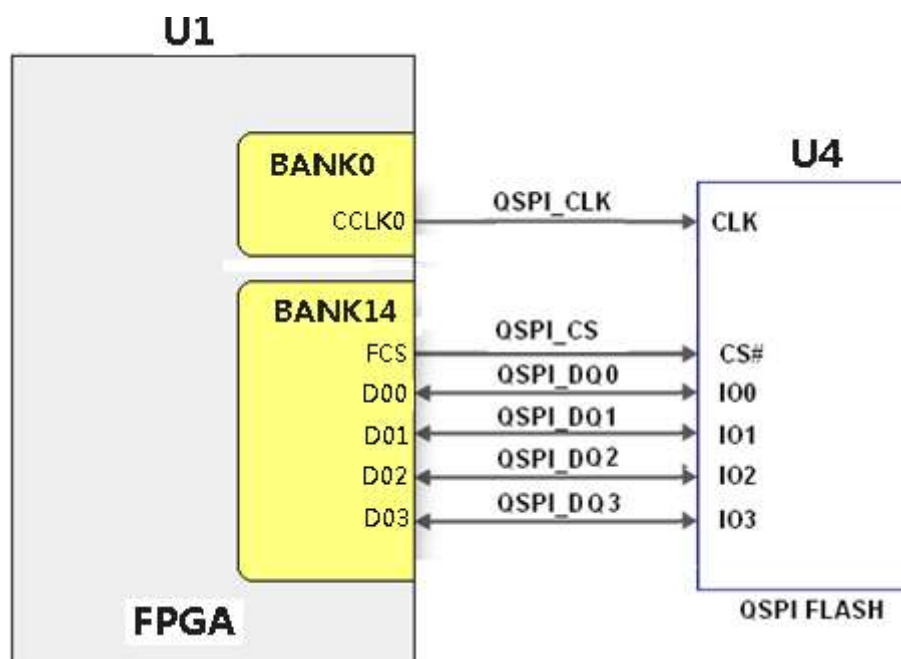 U1
BANK0
U4
QSPI_CLK
CCLK0
CLK
BANK14
QSPI_CS
FCS
CS#
QSPI_DQ0
D00
IO0
QSPI_DQ1
D01
IO1
QSPI_DQ2
D02
IO2
QSPI_DQ3
D03
IO3
FPGA
QSPI FLASH